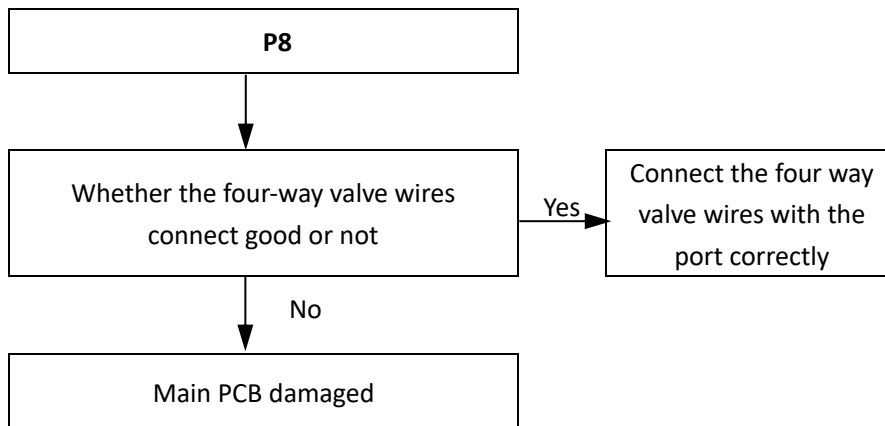 P8
Whether the four-way valve wires
connect good or not
Yes
Connect the four way
valve wires with the
port correctly
No
Main PCB damaged